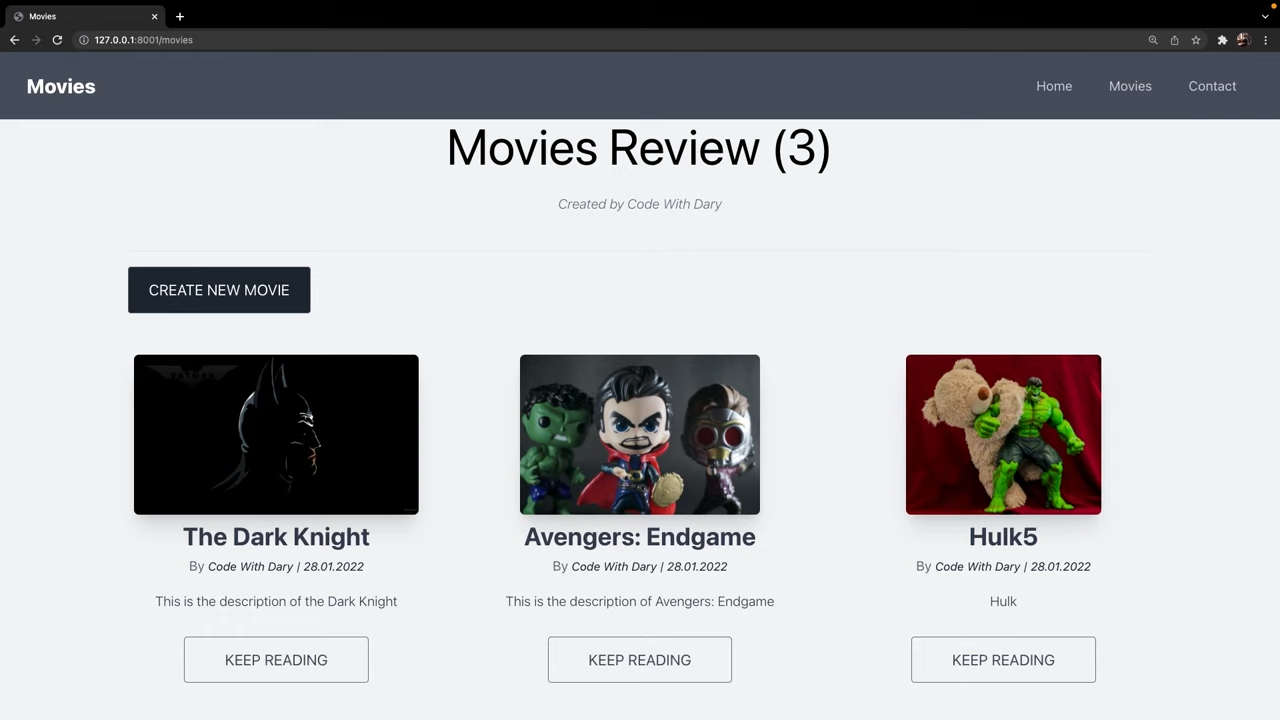 Movies
127.0.0.1:8001/movies
Movies
Home Movies Contact
Movies Review (3)
Created by Code With Dary
CREATE NEW MOVIE
The Dark Knight
By Code With Dary | 28.01.2022
This is the description of the Dark Knight
KEEP READING
Avengers: Endgame
By Code With Dary | 28.01.2022
This is the description of Avengers: Endgame
KEEP READING
Hulk5
By Code With Dary | 28.01.2022
Hulk
KEEP READING